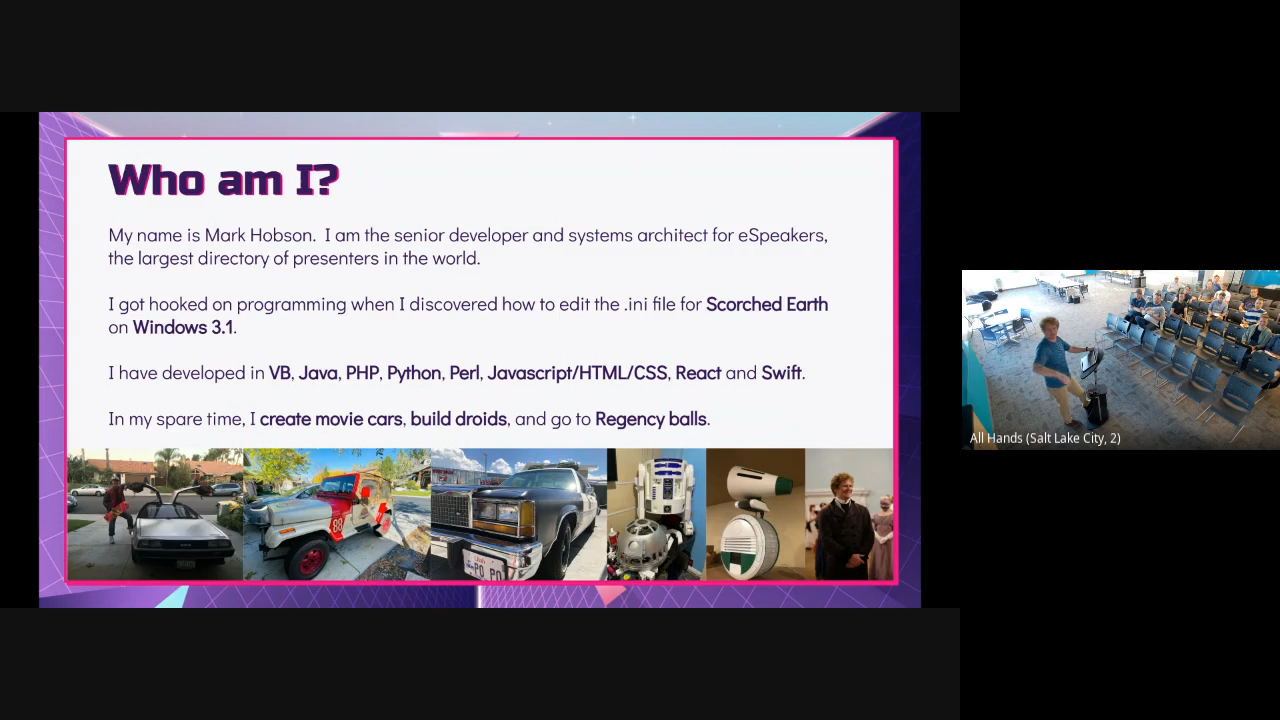 Who am I?
My name is Mark Hobson.  I am the senior developer and systems architect for eSpeakers,
the largest directory of presenters in the world.
I got hooked on programming when I discovered how to edit the .ini file for Scorched Earth
on Windows 3.1.
I have developed in VB, Java, PHP, Python, Perl, Javascript/HTML/CSS, React and Swift.
In my spare time, I create movie cars, build droids, and go to Regency balls.
All Hands (Salt Lake City, 2)